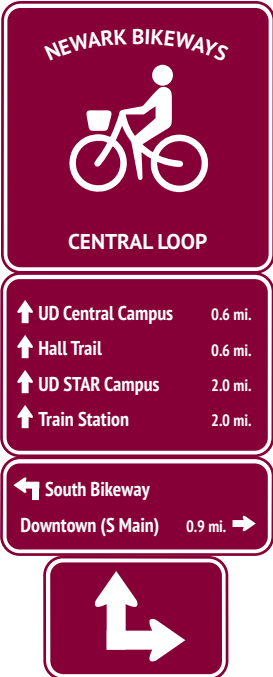 NEWARK BIKEWAYS
CENTRAL LOOP
UD Central Campus 0.6 mi.
Hall Trail 0.6 mi.
UD STAR Campus 2.0 mi.
Train Station 2.0 mi.
South Bikeway
Downtown (S Main) 0.9 mi.